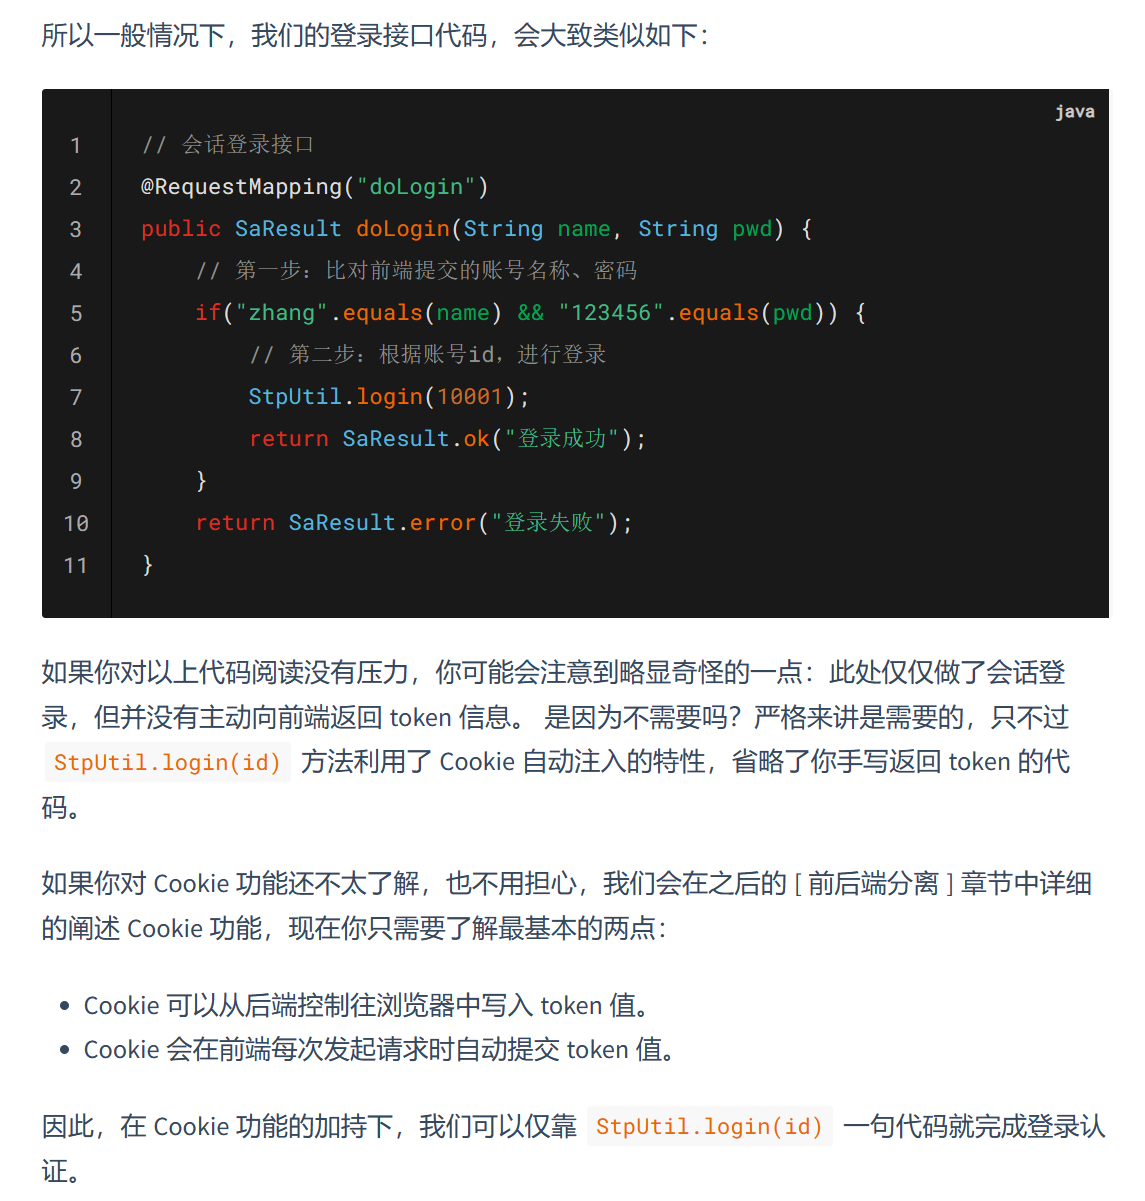 所以一般情况下，我们的登录接口代码，会大致类似如下：
java
1 // 会话登录接口
2 @RequestMapping("doLogin")
3 public SaResult doLogin(String name, String pwd) {
4     // 第一步：比对前端提交的账号名称、密码
5     if("zhang".equals(name) && "123456".equals(pwd)) {
6         // 第二步：根据账号id，进行登录
7         StpUtil.login(10001);
8         return SaResult.ok("登录成功");
9     }
10     return SaResult.error("登录失败");
11 }
如果你对以上代码阅读没有压力，你可能会注意到略显奇怪的一点：此处仅仅做了会话登
录，但并没有主动向前端返回 token 信息。 是因为不需要吗？严格来讲是需要的，只不过
StpUtil.login(id) 方法利用了 Cookie 自动注入的特性，省略了你手写返回 token 的代
码。
如果你对 Cookie 功能还不太了解，也不用担心，我们会在之后的 [ 前后端分离 ] 章节中详细
的阐述 Cookie 功能，现在你只需要了解最基本的两点：
• Cookie 可以从后端控制往浏览器中写入 token 值。
• Cookie 会在前端每次发起请求时自动提交 token 值。
因此，在 Cookie 功能的加持下，我们可以仅靠 StpUtil.login(id) 一句代码就完成登录认
证。